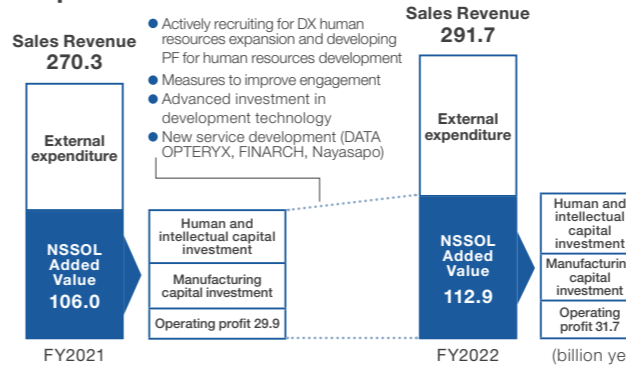 Sales Revenue
270.3
● Actively recruiting for DX human
resources expansion and developing
PF for human resources development
● Measures to improve engagement
● Advanced investment in
development technology
● New service development (DATA
OPTERYX, FINARCH, Nayasapo)
Sales Revenue
291.7
External
expenditure
NSSOL
Added
Value
106.0
Human and
intellectual capital
investment
Manufacturing
capital investment
Operating profit 29.9
FY2021
External
expenditure
NSSOL
Added
Value
112.9
Human and
intellectual
capital
investment
Manufacturin
capital
investment
Operating
profit 31.7
FY2022
(billion ye